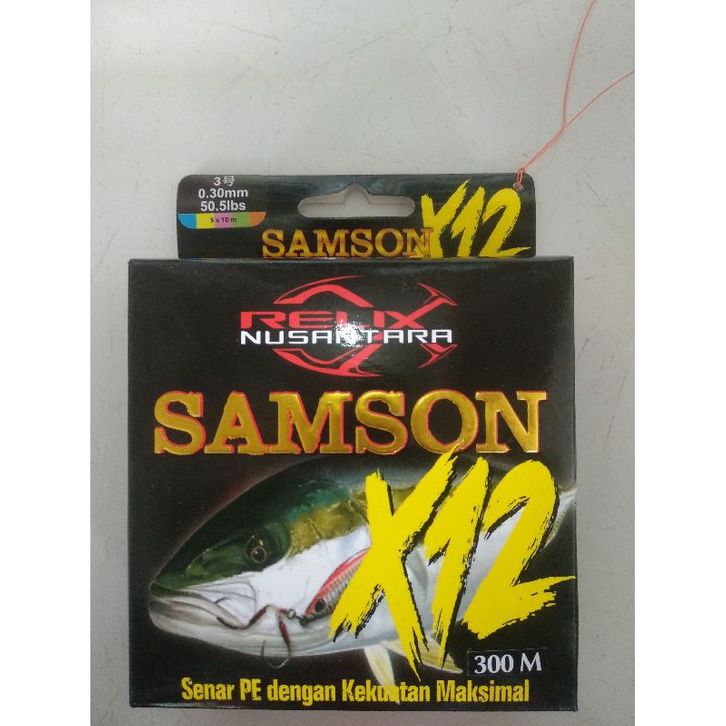 3号
0.30mm
50.5lbs
5 x 10 m
SAMSON X12
RELIX
NUSANTARA
SAMSON
X12
300 M
Senar PE dengan Kekuatan Maksimal